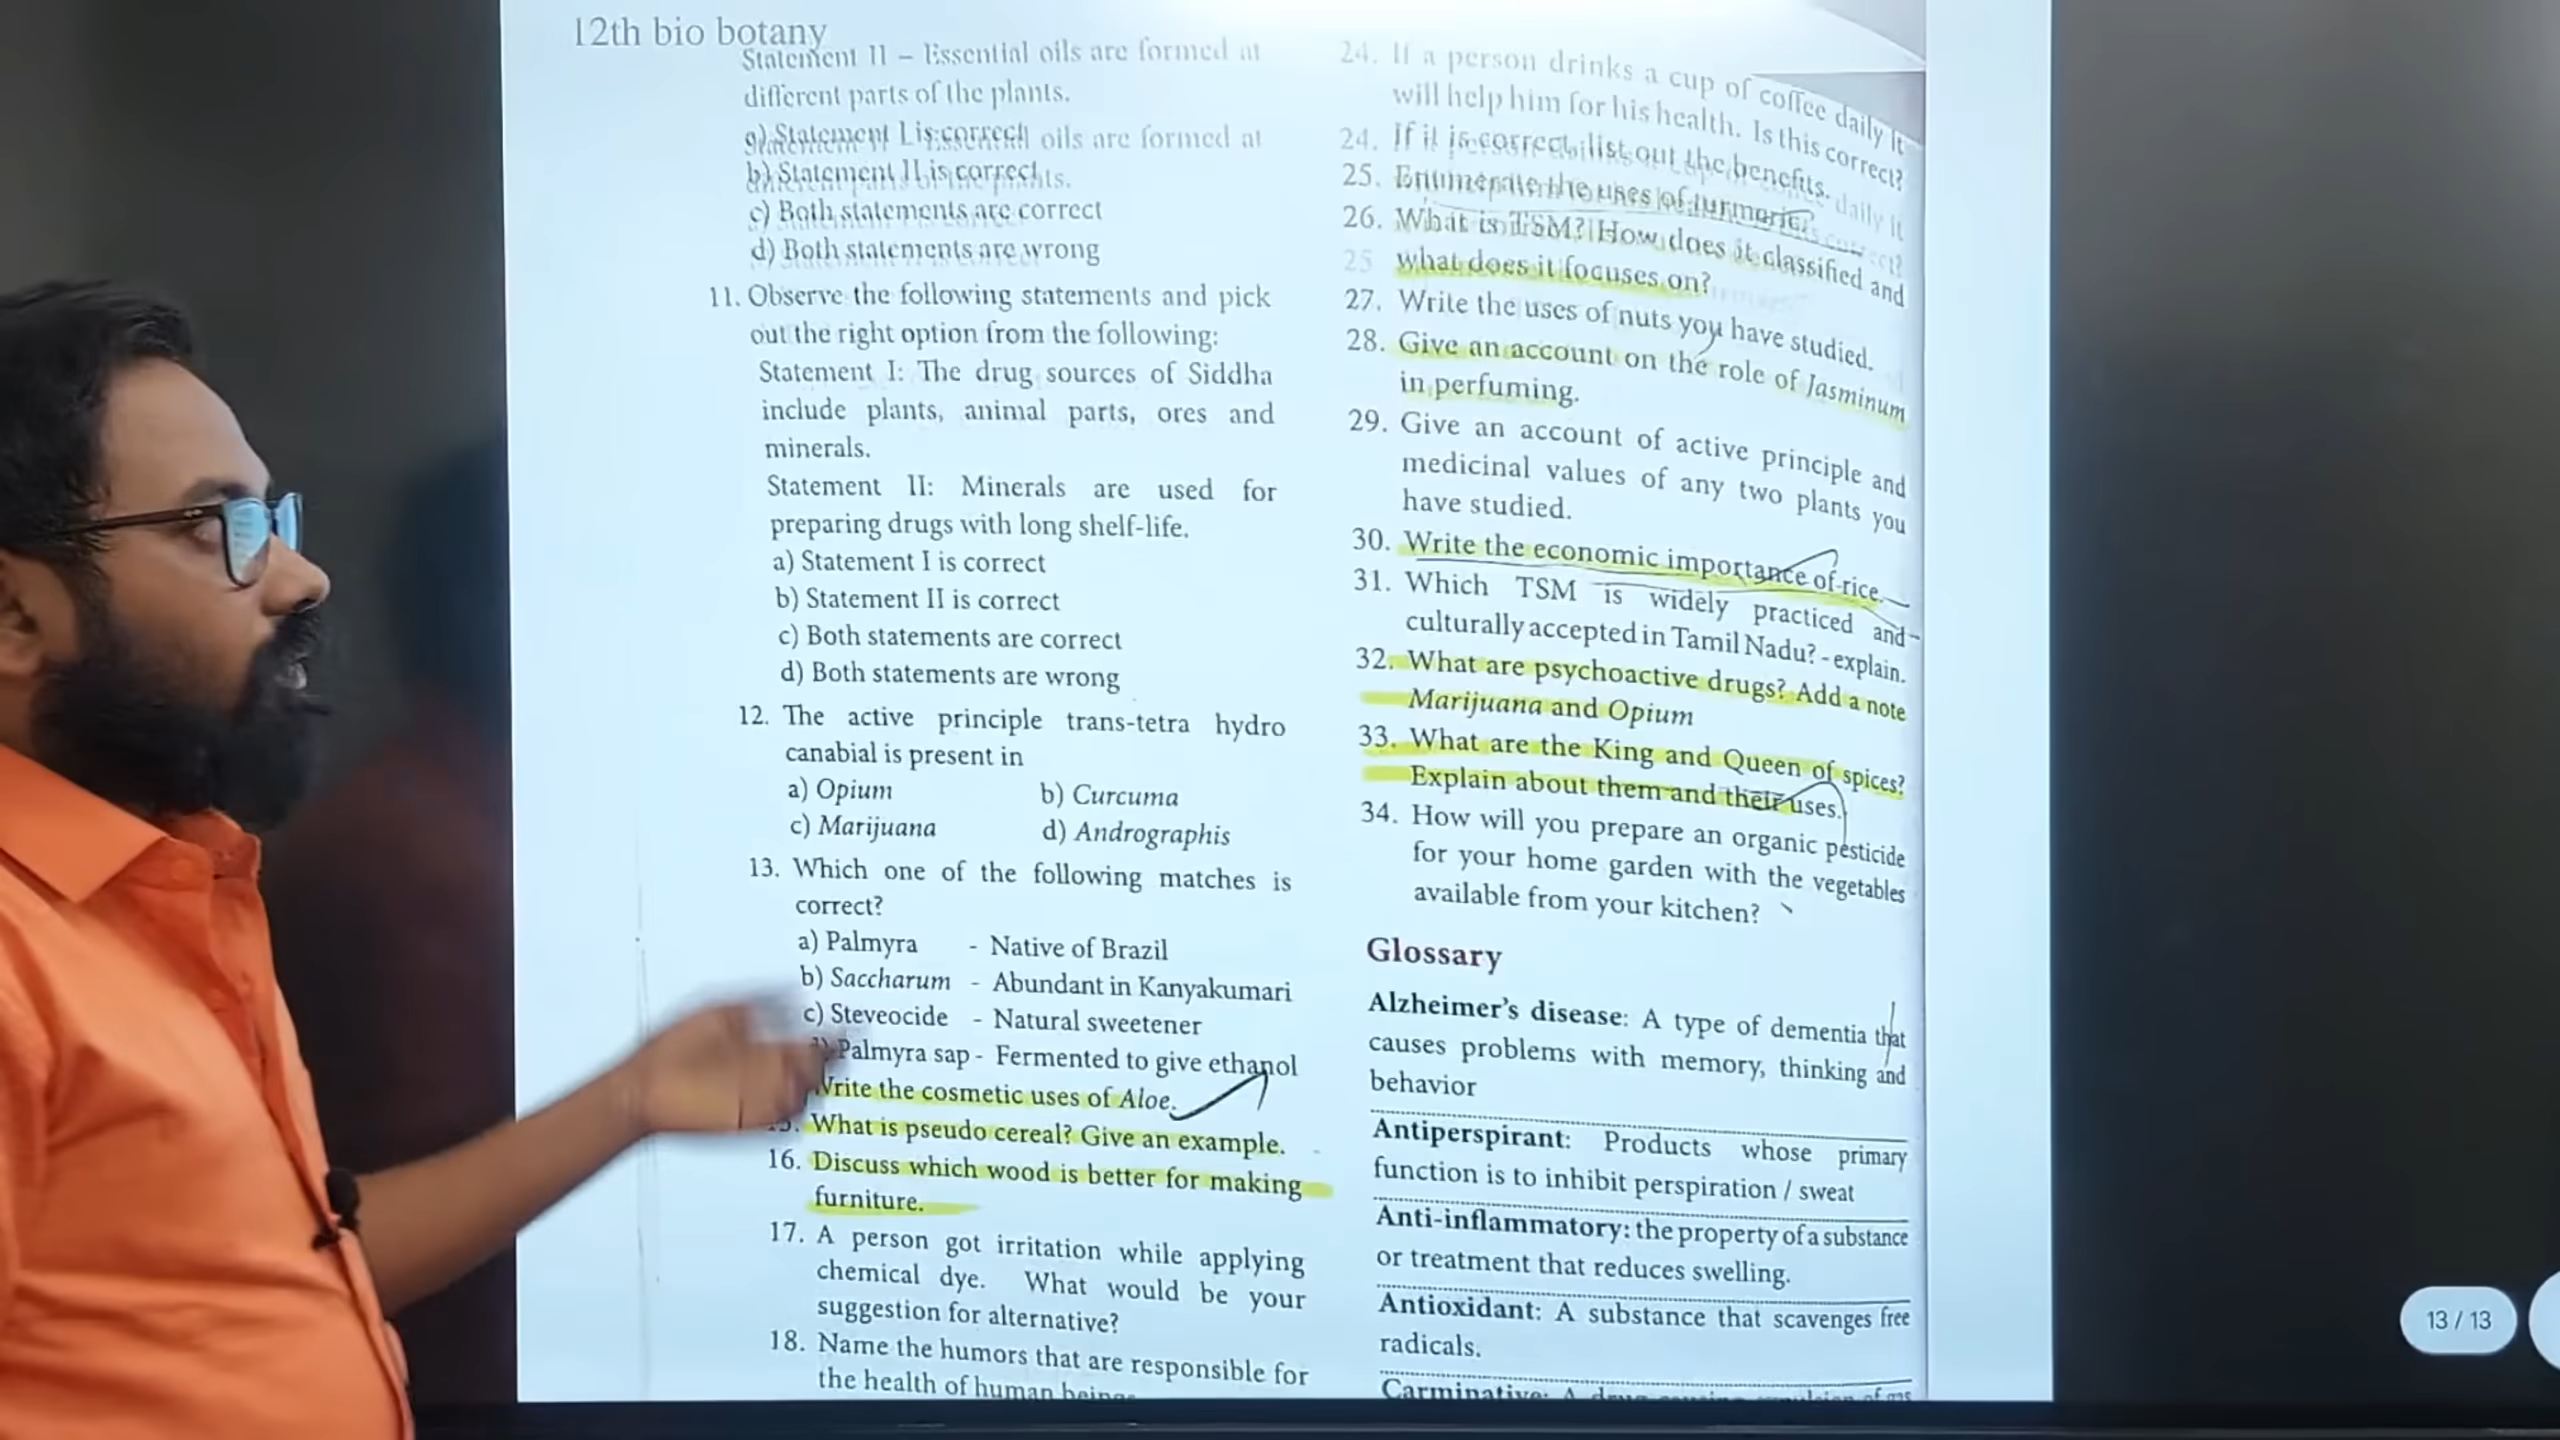 12th bio botany
Statement II – Essential oils are formed at
different parts of the plants.
a) Statement I is correct
oils are formed at
b) Statement II is correct
c) Both statements are correct
d) Both statements are wrong
11. Observe the following statements and pick
out the right option from the following:
Statement I: The drug sources of Siddha
include plants, animal parts, ores and
minerals.
Statement II: Minerals are used for
preparing drugs with long shelf-life.
a) Statement I is correct
b) Statement II is correct
c) Both statements are correct
d) Both statements are wrong
12. The active principle trans-tetra hydro
canabial is present in
a) Opium b) Curcuma
c) Marijuana d) Andrographis
13. Which one of the following matches is
correct?
a) Palmyra - Native of Brazil
b) Saccharum - Abundant in Kanyakumari
c) Steveocide - Natural sweetener
Palmyra sap - Fermented to give ethanol
Write the cosmetic uses of Aloe.
What is pseudo cereal? Give an example.
16. Discuss which wood is better for making
furniture.
17. A person got irritation while applying
chemical dye. What would be your
suggestion for alternative?
18. Name the humors that are responsible for
the health of human
24. If a person drinks a cup of coffee daily it
will help him for his health. Is this correct?
24. If it is correct, list out the benefits.
daily it
25. Enumerate the uses of turmeric.
26. What is TSM? How does it classified and
25 what does it focuses on?
27. Write the uses of nuts you have studied.
28. Give an account on the role of Jasminum
in perfuming.
29. Give an account of active principle and
medicinal values of any two plants you
have studied.
30. Write the economic importance of rice.
31. Which TSM is widely practiced and
culturally accepted in Tamil Nadu? - explain.
32. What are psychoactive drugs? Add a note
Marijuana and Opium
33. What are the King and Queen of spices?
Explain about them and their uses.
34. How will you prepare an organic pesticide
for your home garden with the vegetables
available from your kitchen?
Glossary
Alzheimer's disease: A type of dementia that
causes problems with memory, thinking and
behavior
Antiperspirant: Products whose primary
function is to inhibit perspiration / sweat
Anti-inflammatory: the property of a substance
or treatment that reduces swelling.
Antioxidant: A substance that scavenges free
radicals.
Carminative: A drug
13 / 13